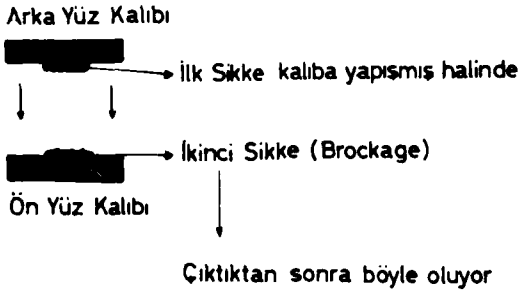 Arka Yüz Kalıbı
İlk Sikke kalıba yapışmış halinde
İkinci Sikke (Brockage)
Ön Yüz Kalıbı
Çıktıktan sonra böyle oluyor